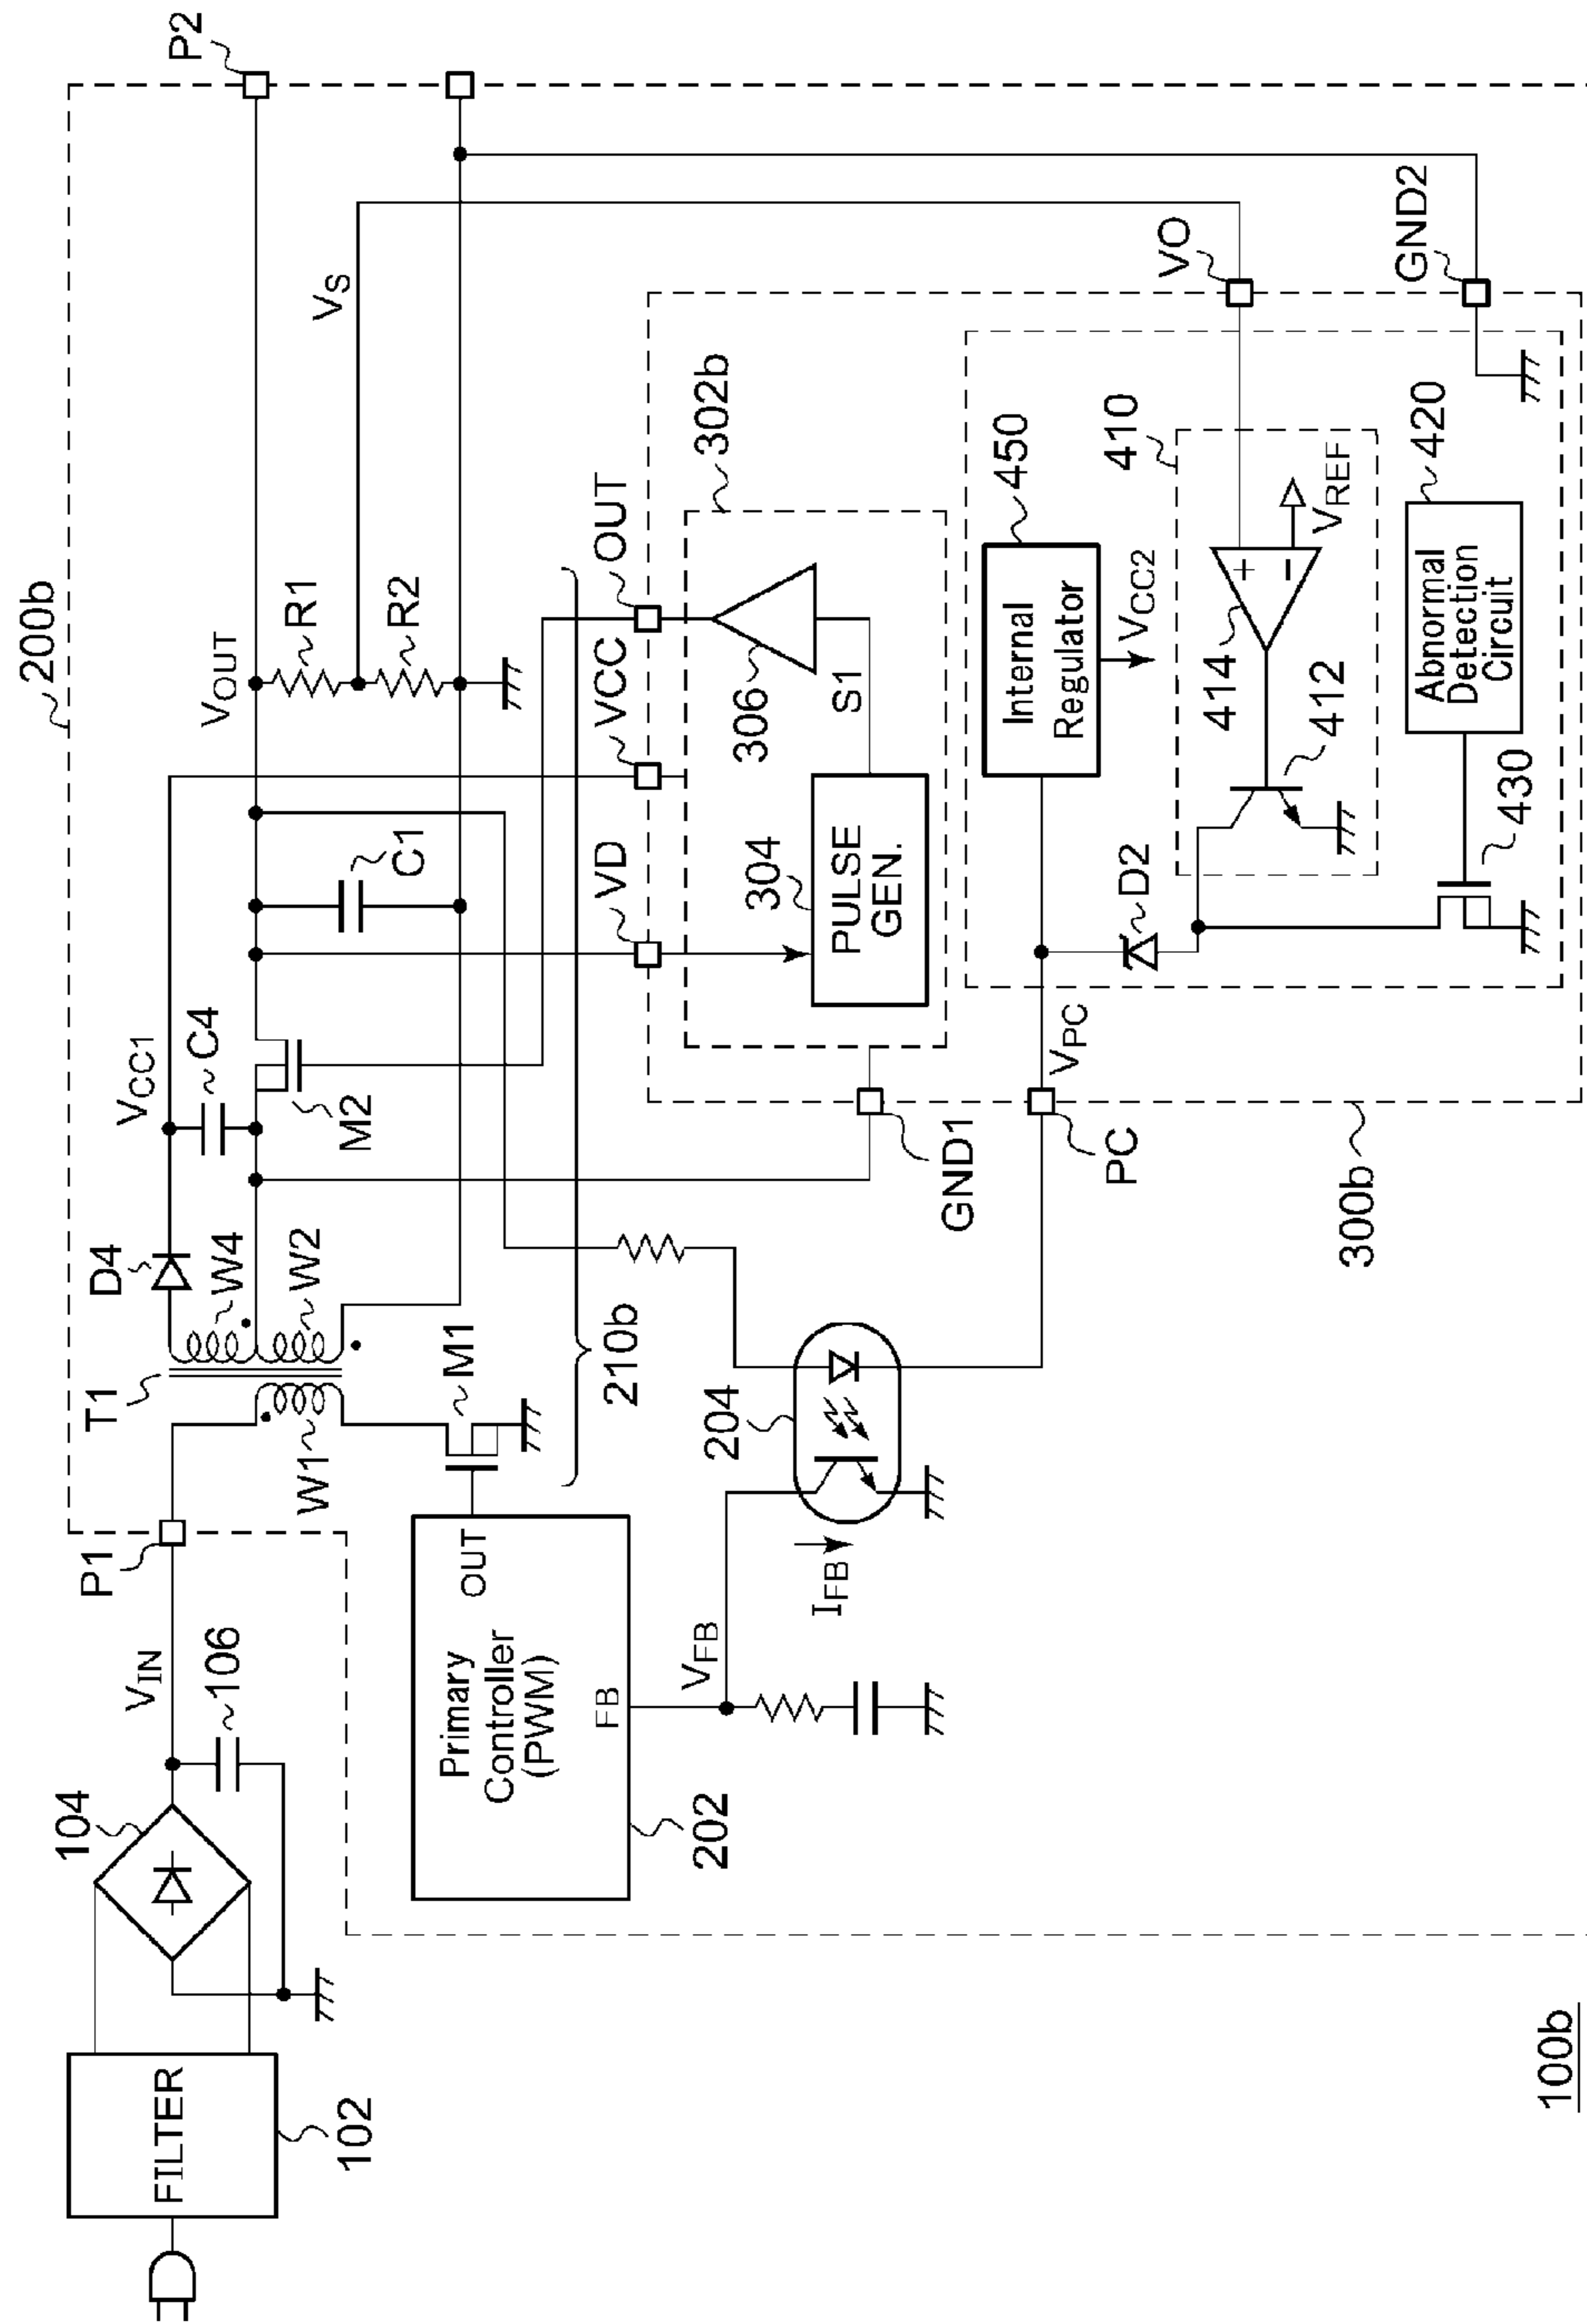 200b
P2
T1
D4
W4
W2
VCC1
C4
M2
C1
VOUT
R1
R2
VS
P1
VIN
W1
M1
104
106
FILTER
102
210b
OUT
Primary
Controller
(PWM)
FB
202
VFB
IFB
204
VD
VCC
OUT
302b
GND1
304
PULSE
GEN.
306
S1
VO
GND2
PC
VPC
D2
450
Internal
Regulator
VCC2
410
414
+
−
VREF
412
420
Abnormal
Detection
Circuit
430
300b
100b